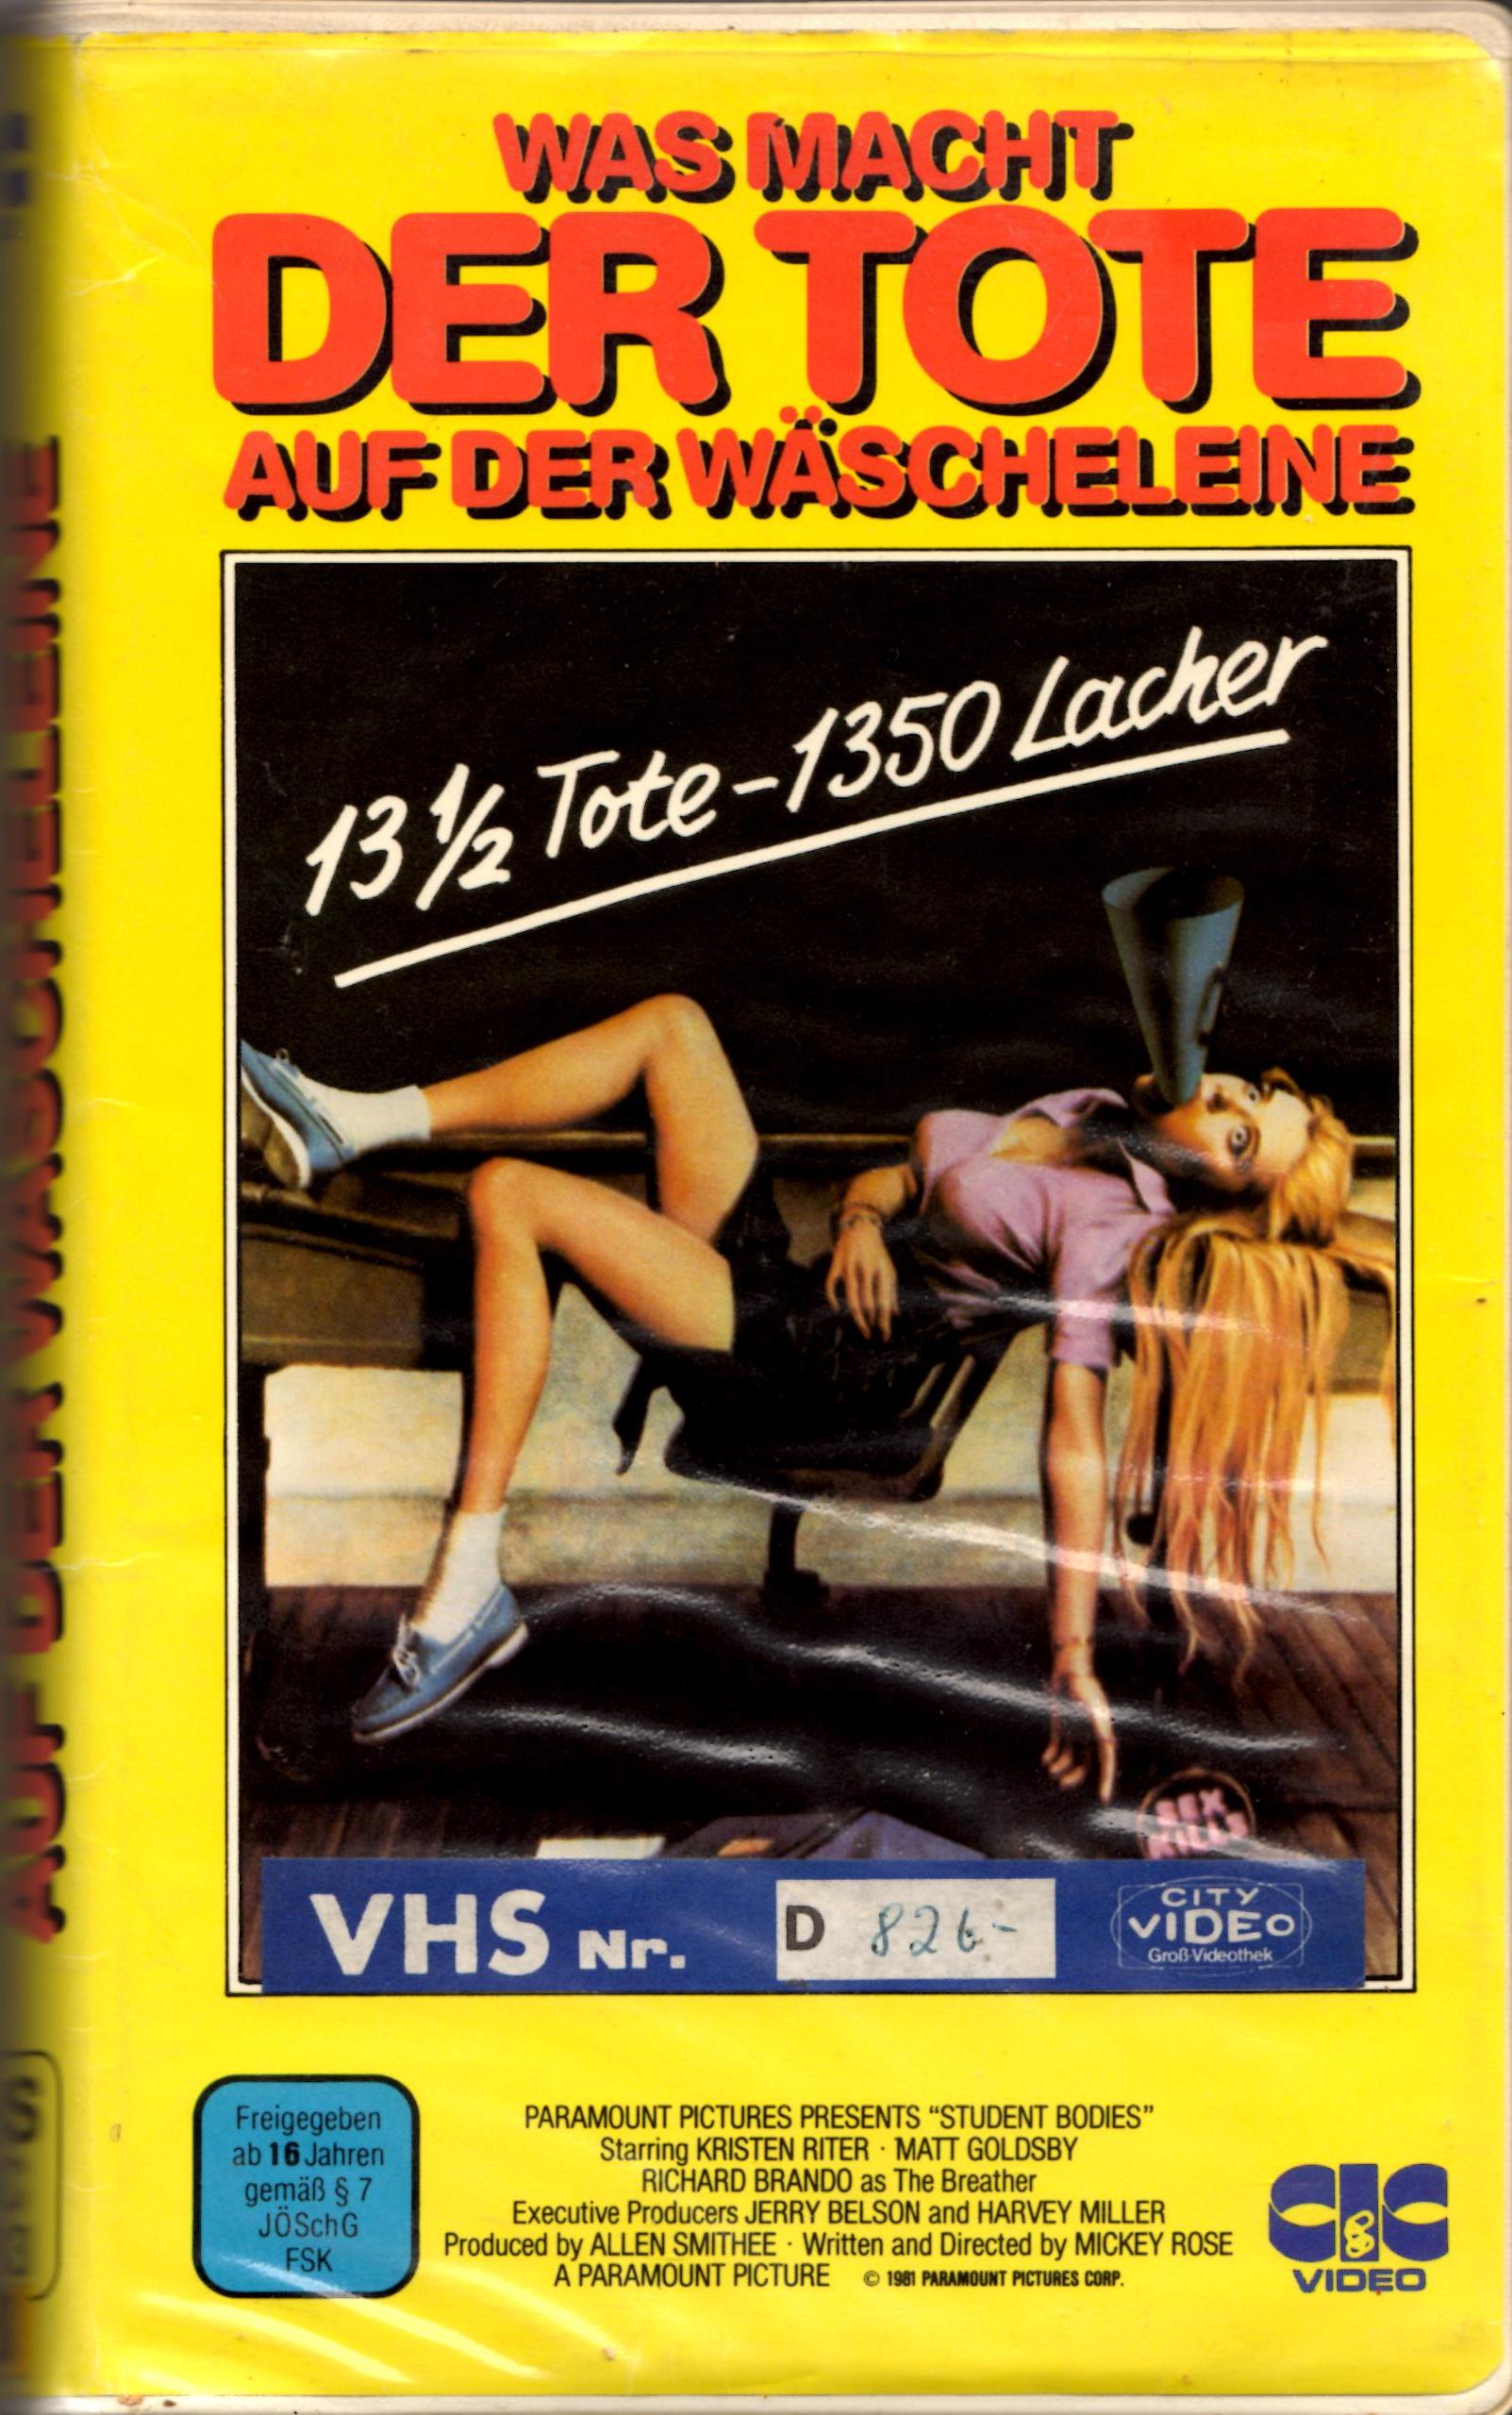 WAS MACHT
DER TOTE
AUF DER WÄSCHELEINE
13 1/2 Tote-1350 Lacher
SEX KILLS
VHS Nr. D 826-
CITY
VIDEO
Groß-Videothek
Freigegeben
ab 16 Jahren
gemäß § 7
JÖSchG
FSK
PARAMOUNT PICTURES PRESENTS “STUDENT BODIES”
Starring KRISTEN RITER · MATT GOLDSBY
RICHARD BRANDO as The Breather
Executive Producers JERRY BELSON and HARVEY MILLER
Produced by ALLEN SMITHEE · Written and Directed by MICKEY ROSE
A PARAMOUNT PICTURE © 1981 PARAMOUNT PICTURES CORP.
CIC
VIDEO
AUF DER WÄSCHELEINE